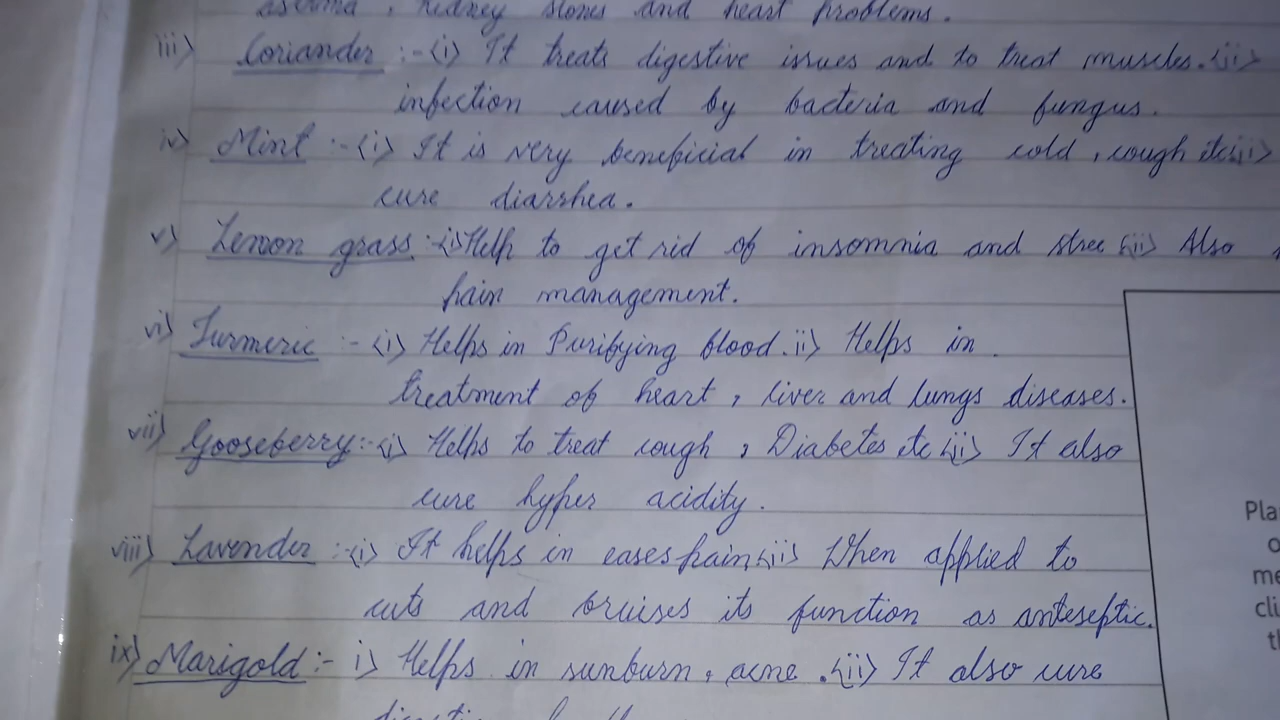 asthma, kidney stones and heart problems.
iii) Coriander :- (i) It treats digestive issues and to treat muscles. (ii)
infection caused by bacteria and fungus.
iv) Mint :- (i) It is very beneficial in treating cold, cough etc (ii)
cure diarrhea.
v) Lemon grass :- (i) Help to get rid of insomnia and stree (ii) Also
pain management.
vi) Turmeric :- (i) Helps in Purifying blood. ii) Helps in
treatment of heart, liver and lungs diseases.
vii) Gooseberry :- (i) Helps to treat cough, Diabetes etc (ii) It also
cure hyper acidity.
viii) Lavender :- (i) It helps in eases pain. (ii) When applied to
cuts and bruises its function as anteseptic.
ix) Marigold :- i) Helps in sunburn, acne. (ii) It also cure
Pla
o
me
cli
th